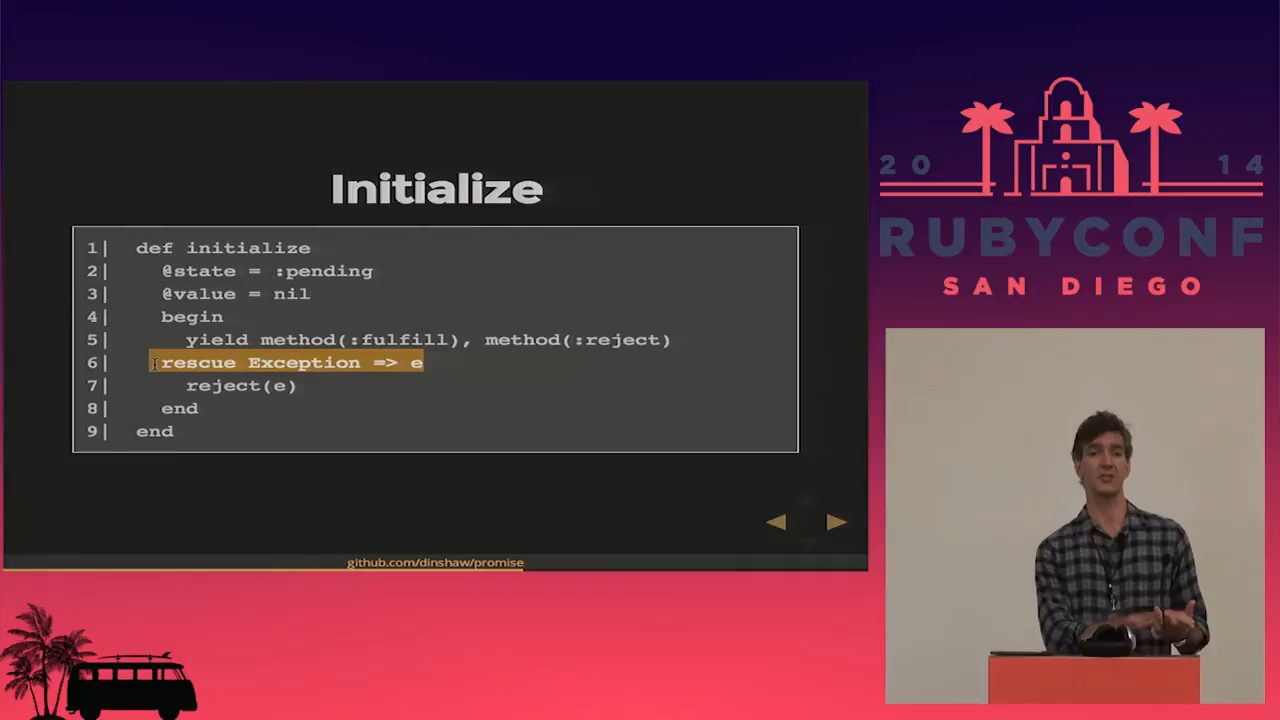 Initialize
1| def initialize
2| @state = :pending
3| @value = nil
4| begin
5| yield method(:fulfill), method(:reject)
6| rescue Exception => e
7| reject(e)
8| end
9| end
github.com/dinshaw/promise
20 14
RUBYCONF
SAN DIEGO